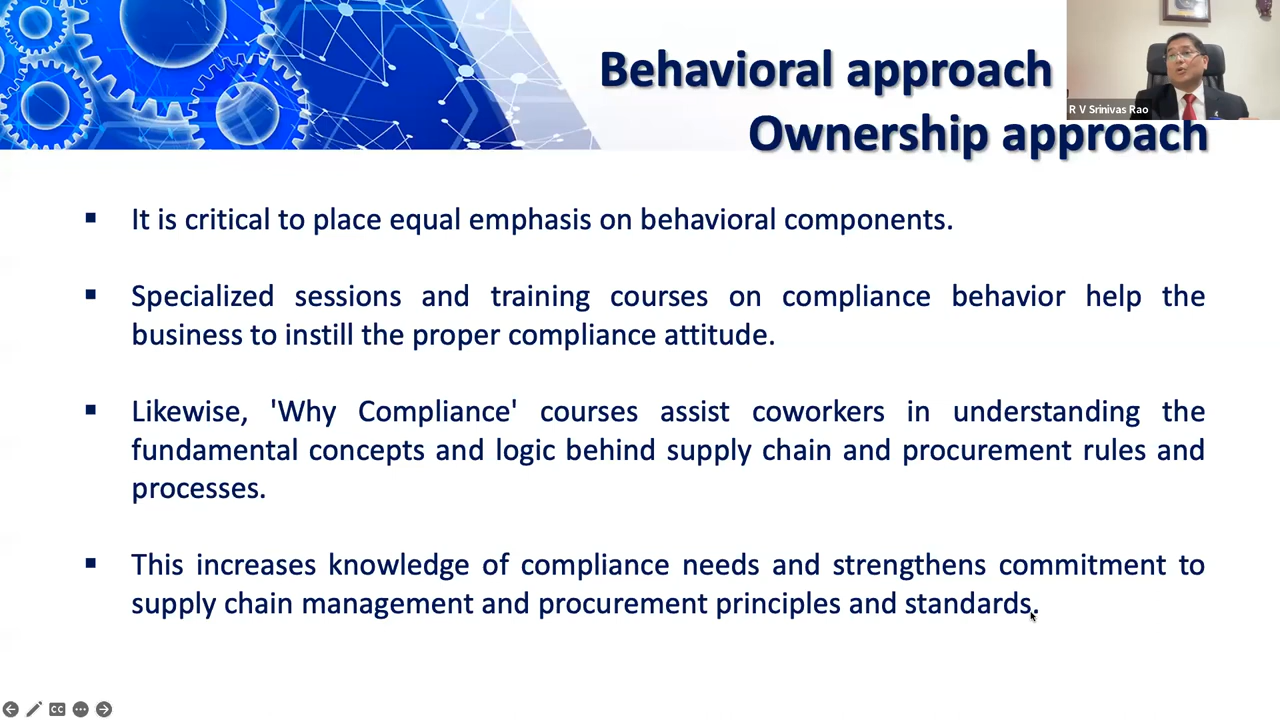 Behavioral approach
Ownership approach
R V Srinivas Rao
▪ It is critical to place equal emphasis on behavioral components.
▪ Specialized sessions and training courses on compliance behavior help the
business to instill the proper compliance attitude.
▪ Likewise, 'Why Compliance' courses assist coworkers in understanding the
fundamental concepts and logic behind supply chain and procurement rules and
processes.
▪ This increases knowledge of compliance needs and strengthens commitment to
supply chain management and procurement principles and standards.
CC